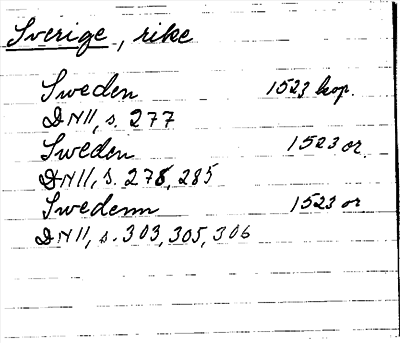 Sverige, rike
Sweden 1523 kop.
DN II, s. 277
Sweden 1523 or.
DN II, s. 278, 285
Swedenn 1523 or
DN II, s. 303, 305, 306